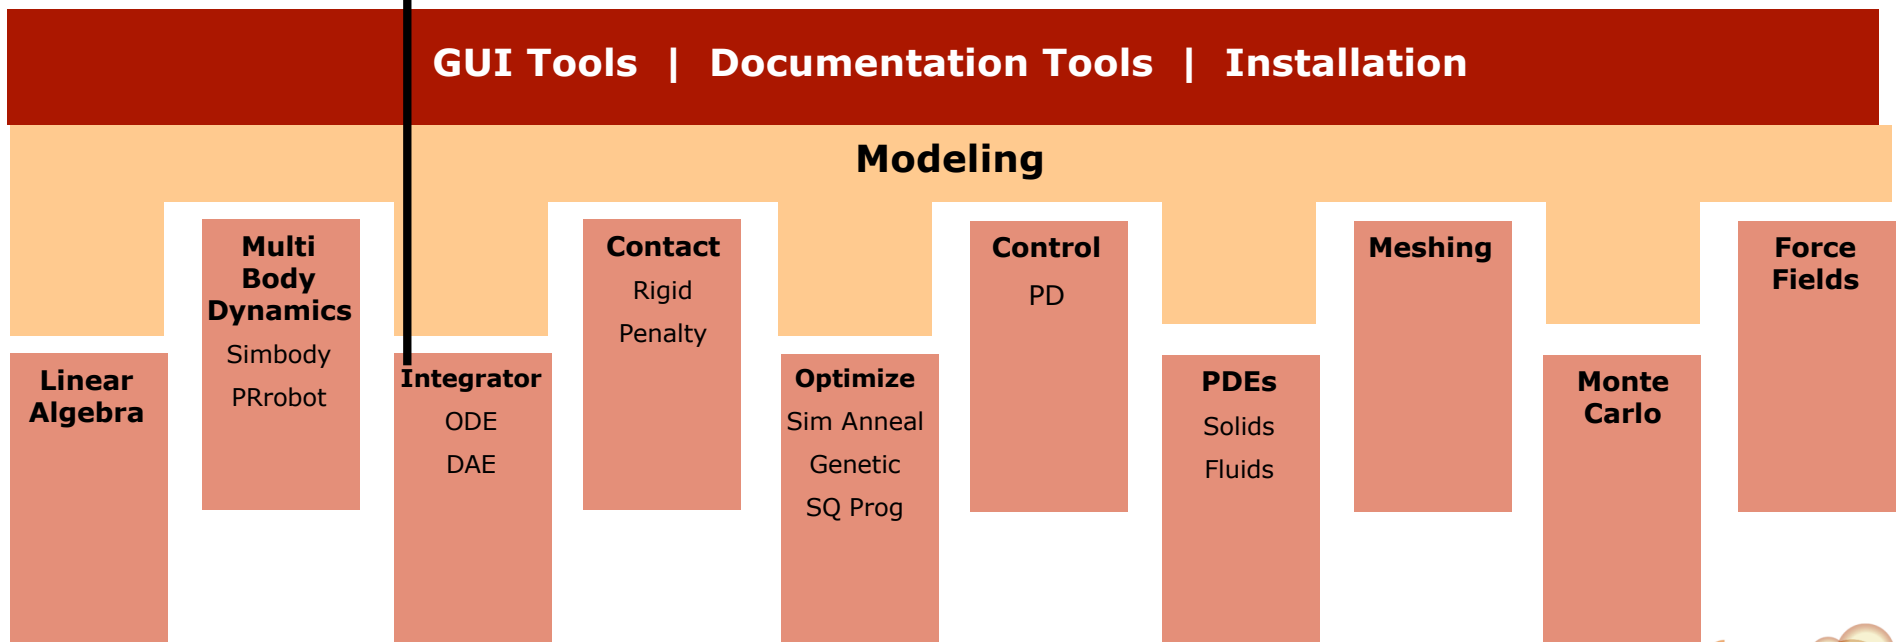 GUI Tools | Documentation Tools | Installation
Modeling
Linear
Algebra
Multi
Body
Dynamics
Simbody
PRrobot
Integrator
ODE
DAE
Contact
Rigid
Penalty
Optimize
Sim Anneal
Genetic
SQ Prog
Control
PD
PDEs
Solids
Fluids
Meshing
Monte
Carlo
Force
Fields